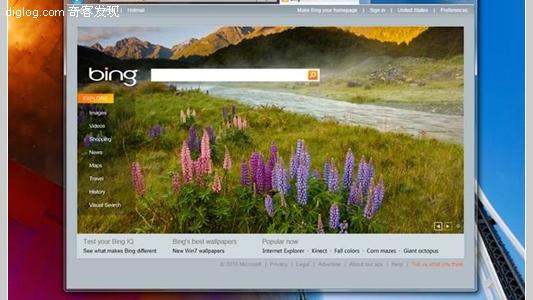 diglog.com 奇客发现
Hotmail
Make Bing your homepage | Sign in | United States | Preferences
bing
EXPLORE
Images
Videos
Shopping
News
Maps
Travel
History
Visual Search
Test your Bing IQ
See what makes Bing different
Bing's best wallpapers
New Win7 wallpapers
Popular now
Internet Explorer · Kinect · Fall colors · Corn mazes · Giant octopus
© 2010 Microsoft | Privacy | Legal | Advertise | About our ads | Help | Tell us what you think